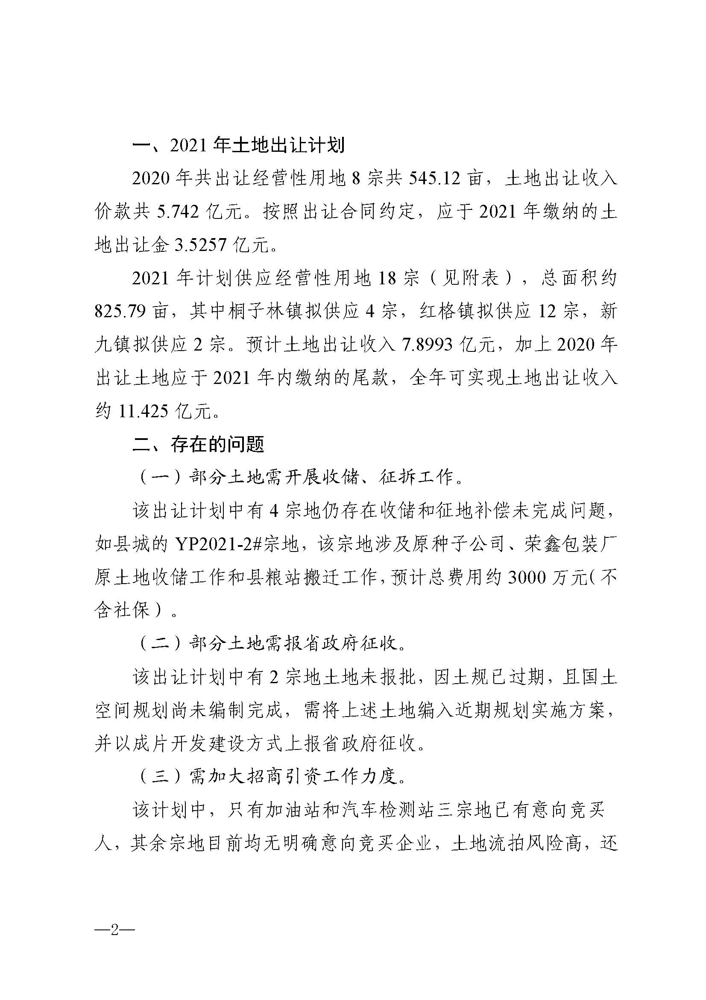 一、2021 年土地出让计划
2020 年共出让经营性用地 8 宗共 545.12 亩，土地出让收入
价款共 5.742 亿元。按照出让合同约定，应于 2021 年缴纳的土
地出让金 3.5257 亿元。
2021 年计划供应经营性用地 18 宗（见附表），总面积约
825.79 亩，其中桐子林镇拟供应 4 宗，红格镇拟供应 12 宗，新
九镇拟供应 2 宗。预计土地出让收入 7.8993 亿元，加上 2020 年
出让土地应于 2021 年内缴纳的尾款，全年可实现土地出让收入
约 11.425 亿元。
二、存在的问题
（一）部分土地需开展收储、征拆工作。
该出让计划中有 4 宗地仍存在收储和征地补偿未完成问题，
如县城的 YP2021-2#宗地，该宗地涉及原种子公司、荣鑫包装厂
原土地收储工作和县粮站搬迁工作，预计总费用约 3000 万元（不
含社保）。
（二）部分土地需报省政府征收。
该出让计划中有 2 宗地土地未报批，因土规已过期，且国土
空间规划尚未编制完成，需将上述土地编入近期规划实施方案，
并以成片开发建设方式上报省政府征收。
（三）需加大招商引资工作力度。
该计划中，只有加油站和汽车检测站三宗地已有意向竞买
人，其余宗地目前均无明确意向竞买企业，土地流拍风险高，还
—2—